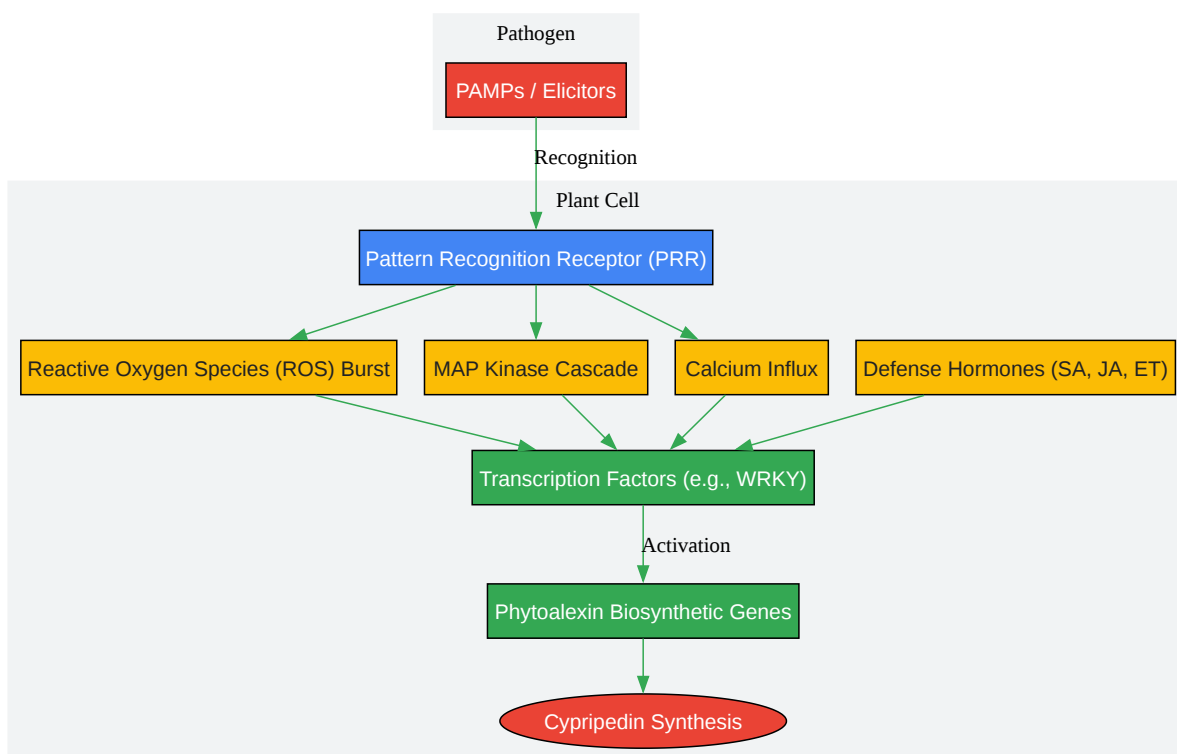 Pathogen
PAMPs / Elicitors
Recognition
Plant Cell
Pattern Recognition Receptor (PRR)
Reactive Oxygen Species (ROS) Burst
MAP Kinase Cascade
Calcium Influx
Defense Hormones (SA, JA, ET)
Transcription Factors (e.g., WRKY)
Activation
Phytoalexin Biosynthetic Genes
Cypripedin Synthesis